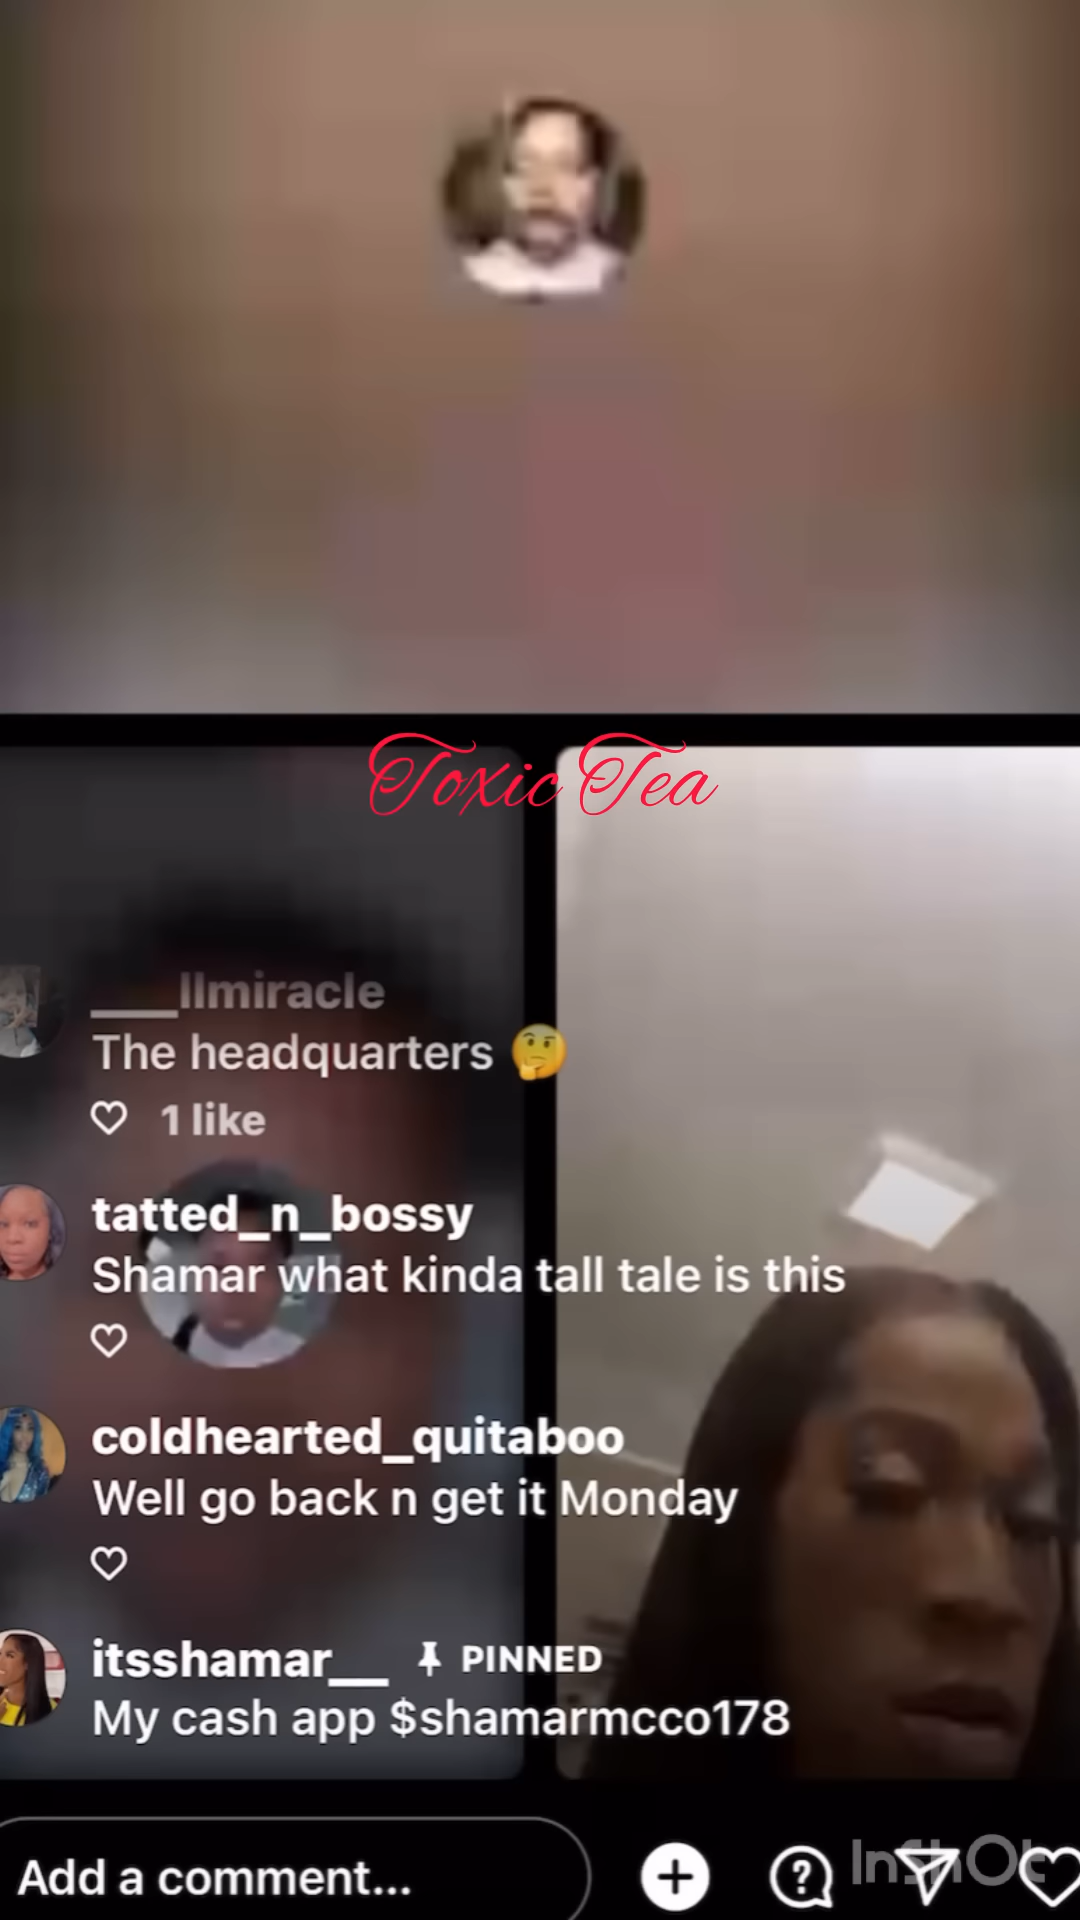 Toxic Tea
___llmiracle
The headquarters 🤔
1 like
tatted_n_bossy
Shamar what kinda tall tale is this
coldhearted_quitaboo
Well go back n get it Monday
itsshamar__ PINNED
My cash app $shamarmcco178
Add a comment...
InShOt